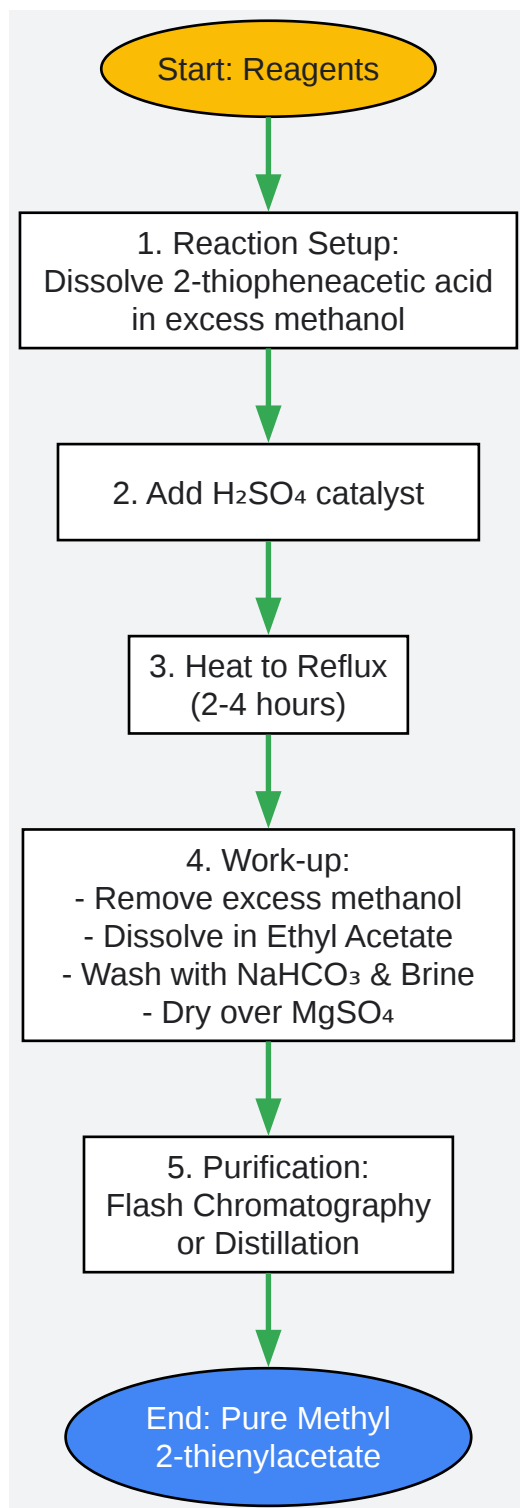 Start: Reagents
1. Reaction Setup:
Dissolve 2-thiopheneacetic acid
in excess methanol
2. Add H₂SO₄ catalyst
3. Heat to Reflux
(2-4 hours)
4. Work-up:
- Remove excess methanol
- Dissolve in Ethyl Acetate
- Wash with NaHCO₃ & Brine
- Dry over MgSO₄
5. Purification:
Flash Chromatography
or Distillation
End: Pure Methyl
2-thienylacetate